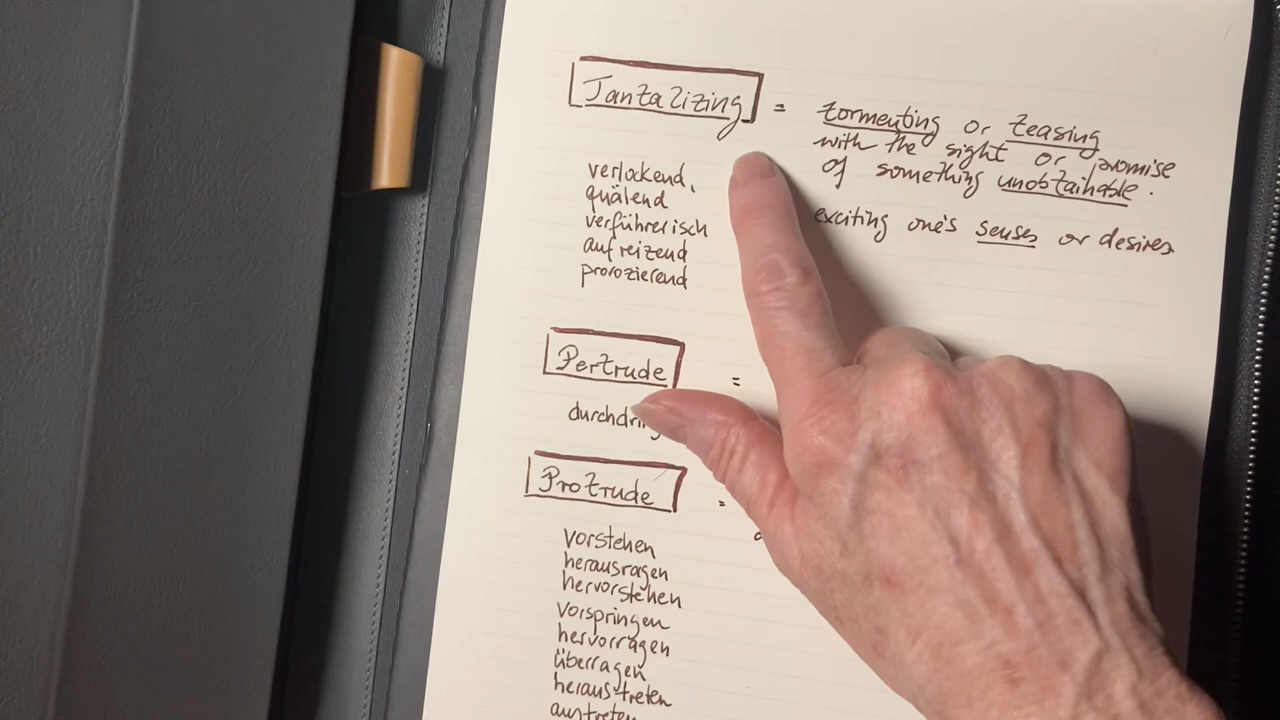 Tantalizing = tormenting or teasing
with the sight or promise
of something unobtainable.
exciting one's senses or desires
verlockend,
quälend
verführerisch
aufreizend
provozierend
Pertrude =
Protrude =
vorstehen
herausragen
hervorstehen
vorspringen
hervorragen
überragen
heraustreten
austreten